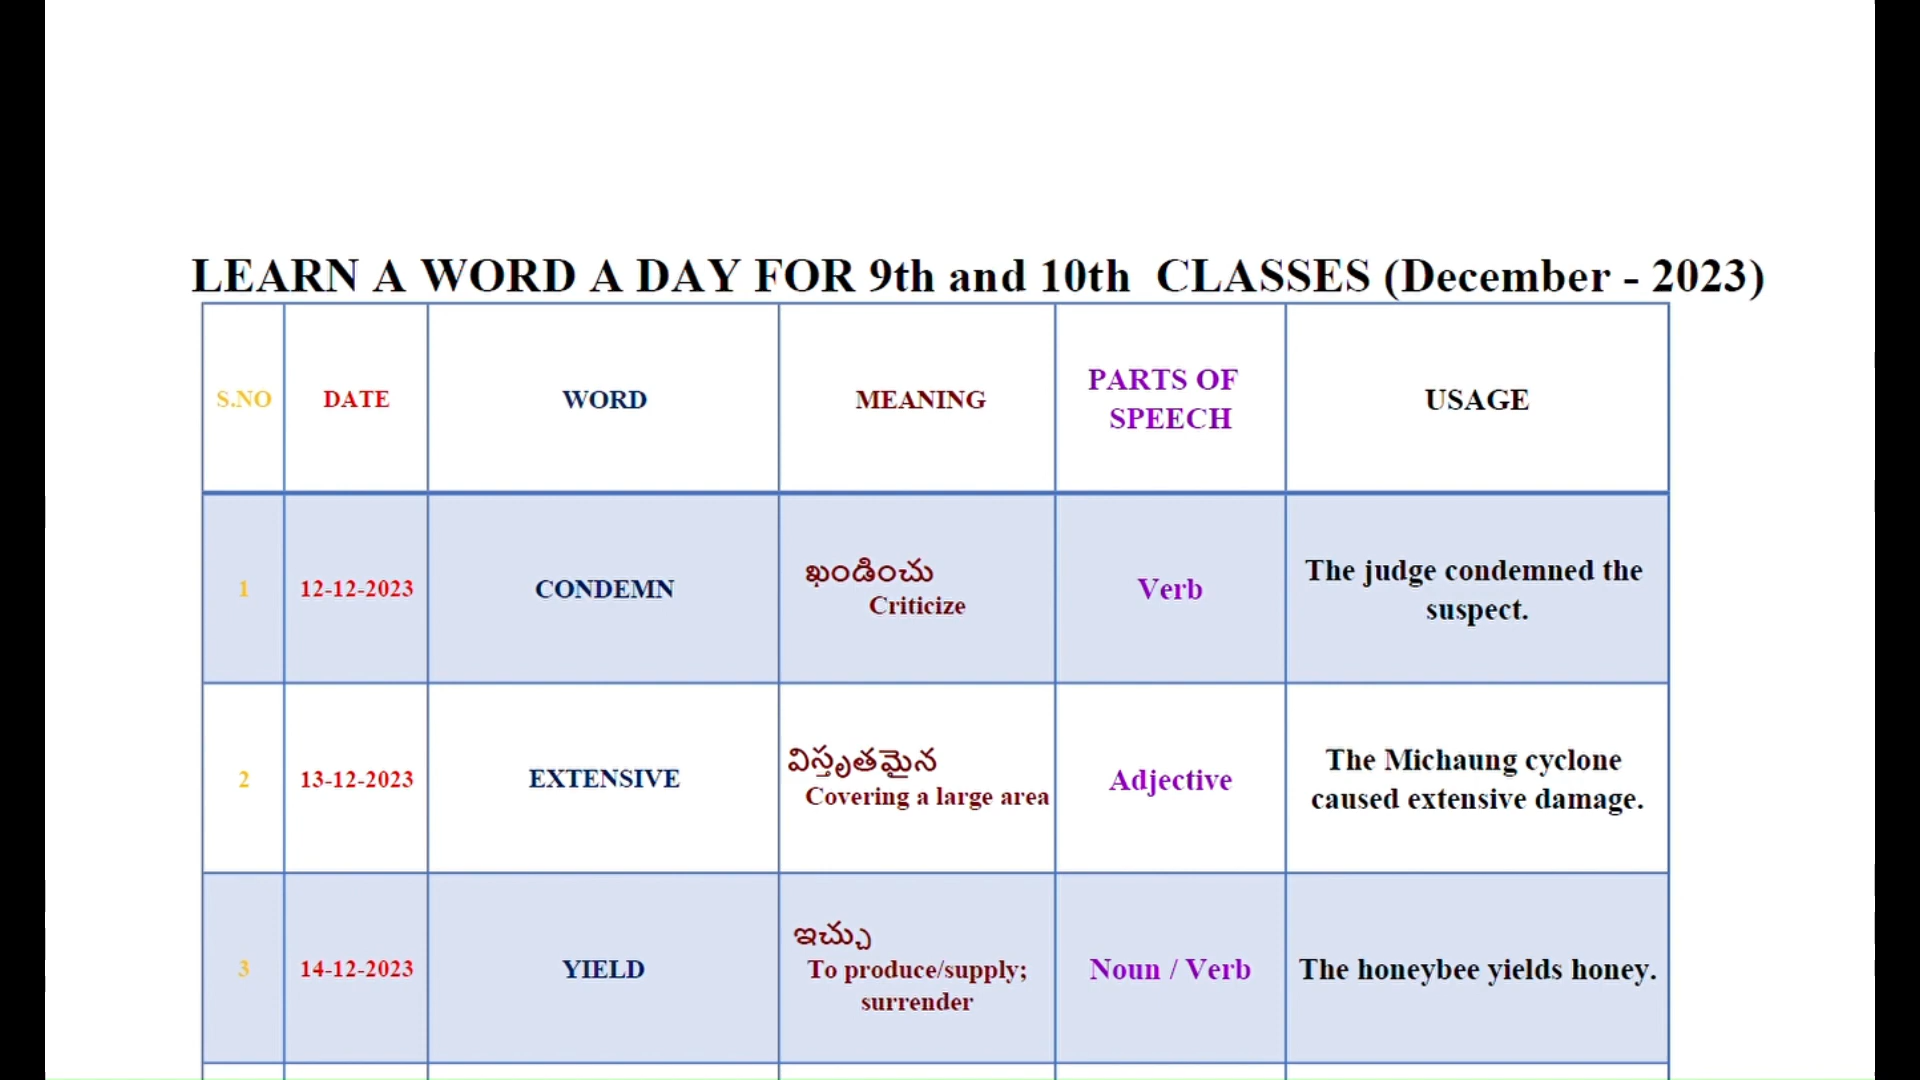 LEARN A WORD A DAY FOR 9th and 10th CLASSES (December - 2023)
S.NO DATE WORD MEANING PARTS OF SPEECH USAGE
1 12-12-2023 CONDEMN ఖండించు
Criticize
Verb
The judge condemned the
suspect.
2 13-12-2023 EXTENSIVE విస్తృతమైన
Covering a large area
Adjective
The Michaung cyclone
caused extensive damage.
3 14-12-2023 YIELD ఇచ్చు
To produce/supply;
surrender
Noun / Verb
The honeybee yields honey.